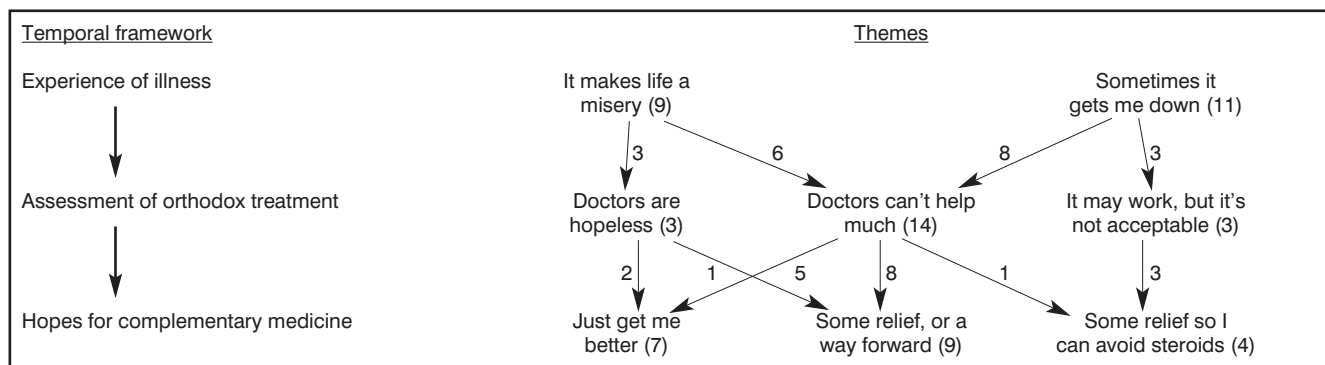 Temporal framework
Themes
Experience of illness
It makes life a
misery (9)
Sometimes it
gets me down (11)
3
6
8
3
Assessment of orthodox treatment
Doctors are
hopeless (3)
Doctors can't help
much (14)
It may work, but it's
not acceptable (3)
2
1
5
8
1
3
Hopes for complementary medicine
Just get me
better (7)
Some relief, or a
way forward (9)
Some relief so I
can avoid steroids (4)